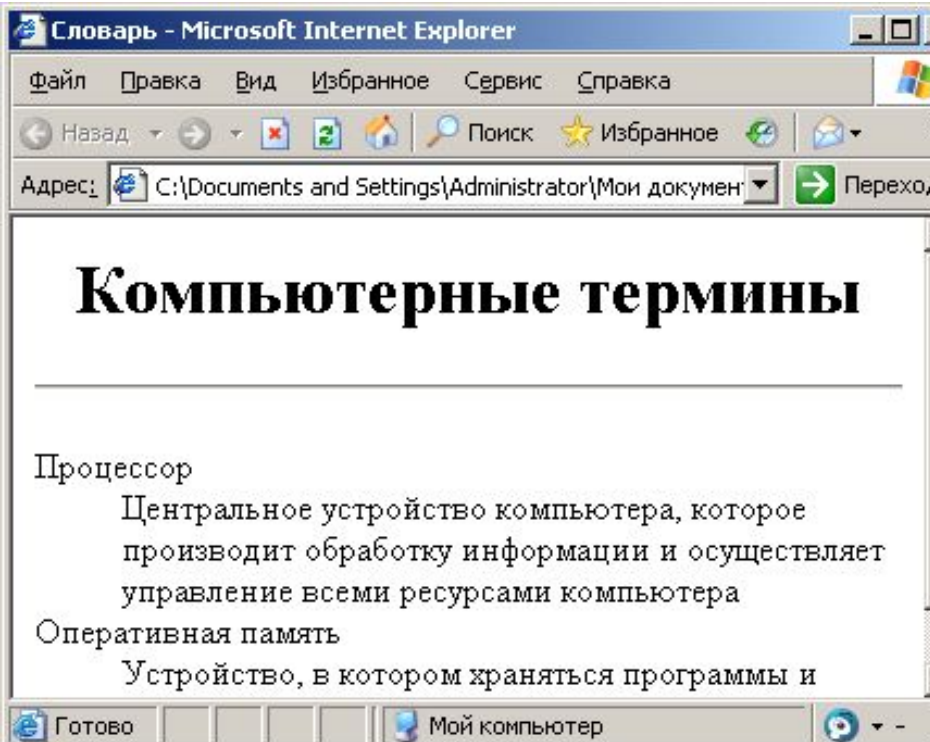 Словарь - Microsoft Internet Explorer
Файл Правка Вид Избранное Сервис Справка
Назад Поиск Избранное
Адрес: C:\Documents and Settings\Administrator\Мои докумен Переход
Компьютерные термины
Процессор
Центральное устройство компьютера, которое
производит обработку информации и осуществляет
управление всеми ресурсами компьютера
Оперативная память
Устройство, в котором храняться программы и
Готово Мой компьютер